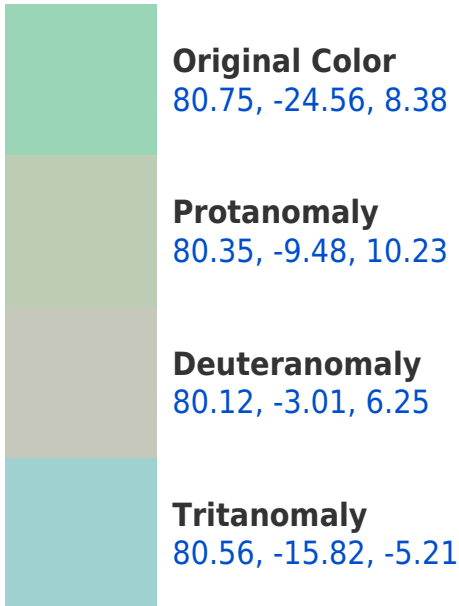 Original Color
80.75, -24.56, 8.38
Protanomaly
80.35, -9.48, 10.23
Deuteranomaly
80.12, -3.01, 6.25
Tritanomaly
80.56, -15.82, -5.21